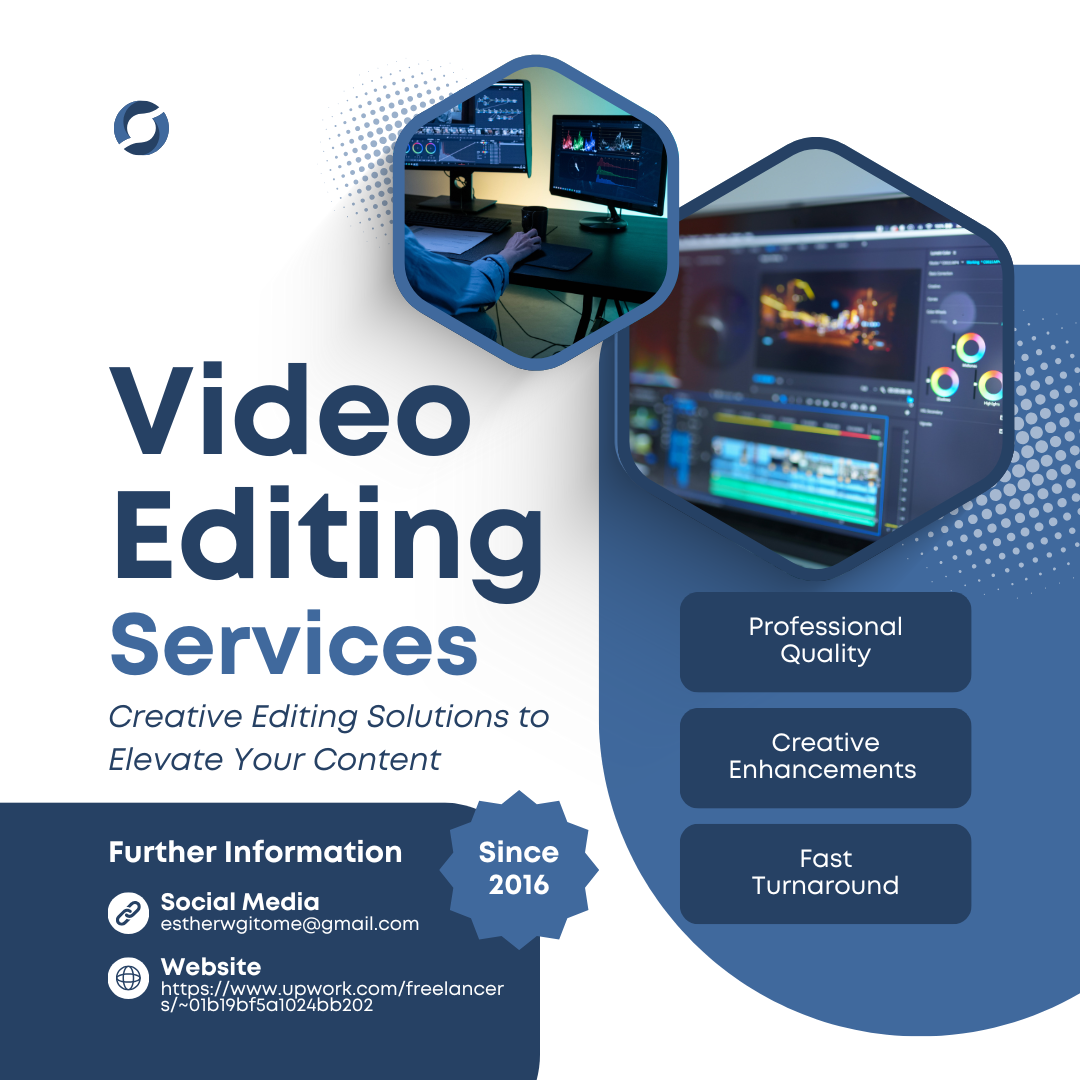 Video
Editing
Services
Creative Editing Solutions to
Elevate Your Content
Professional
Quality
Creative
Enhancements
Fast
Turnaround
Further Information
Since
2016
Social Media
estherwgitome@gmail.com
Website
https://www.upwork.com/freelancer
s/~01b19bf5a1024bb202